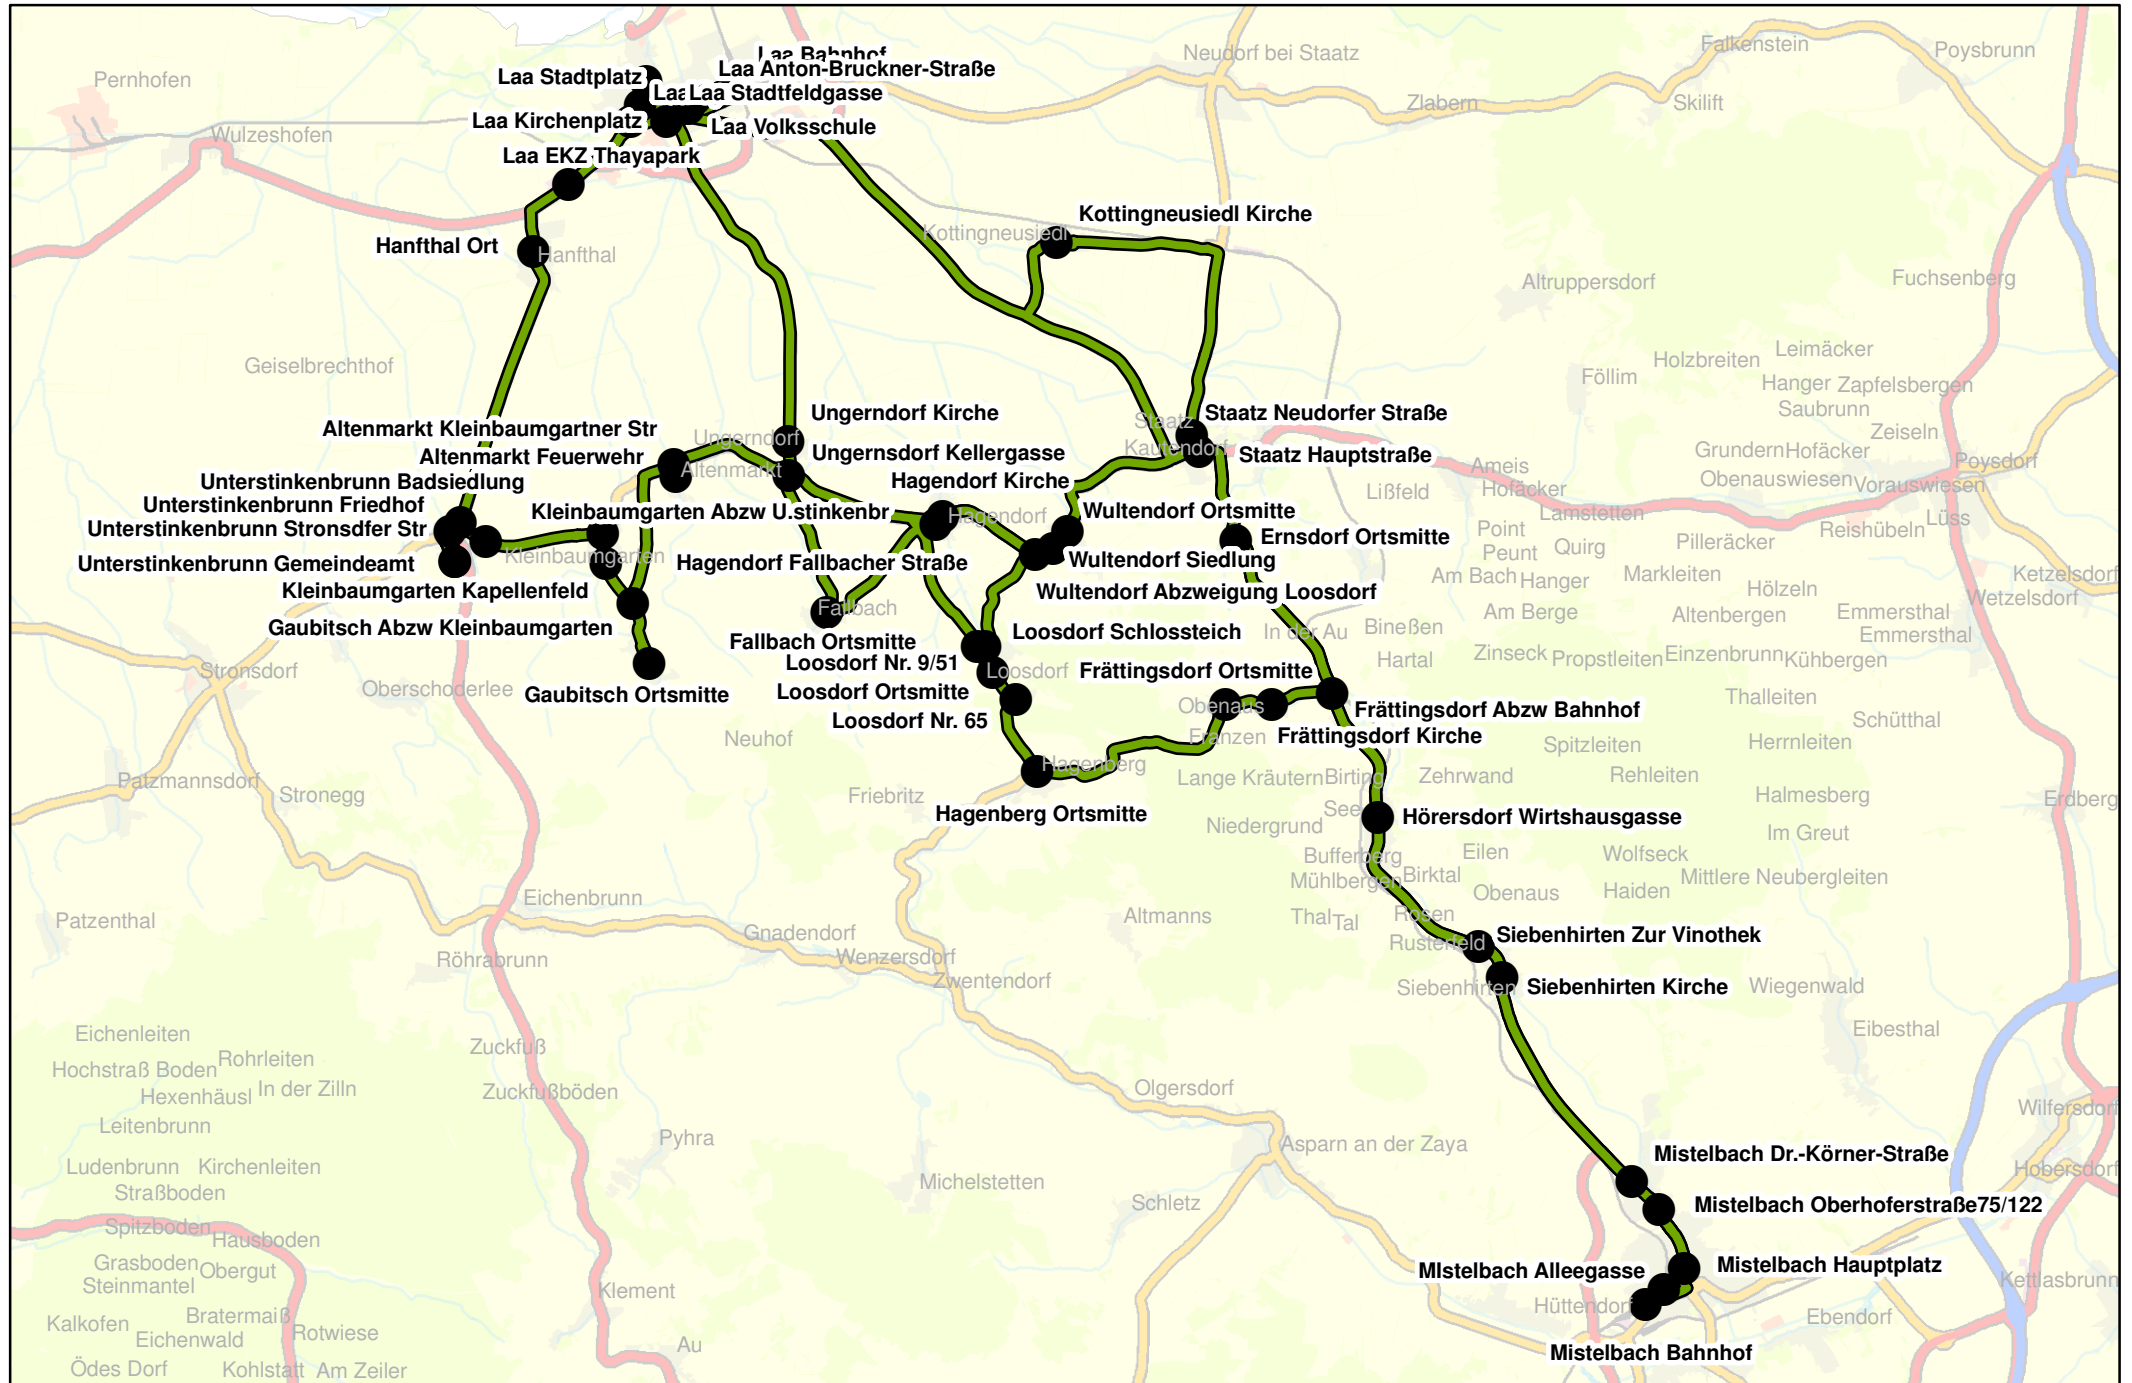 Laa Bahnhof
Neudorf bei Staatz
Falkenstein
Poysbrunn
Pernhofen
Laa Stadtplatz
Laa Anton-Bruckner-Straße
Laa
Laa Stadtfeldgasse
Zlabern
Skilift
Wulzeshofen
Laa Kirchenplatz
Laa Volksschule
Laa EKZ Thayapark
Kottingneusiedl Kirche
Kottingneusiedl
Hanfthal Ort
Hanfthal
Altruppersdorf
Fuchsenberg
Geiselbrechthof
Leimäcker
Holzbreiten
Föllim
Hanger
Zapfelsbergen
Saubrunn
Zeiseln
Ungerndorf Kirche
Staatz
Staatz Neudorfer Straße
Altenmarkt Kleinbaumgartner Str
Ungerndorf
Kautendorf
Altenmarkt Feuerwehr
Ungernsdorf Kellergasse
Staatz Hauptstraße
Grundern
Hofäcker
Poysdorf
Altenmarkt
Ameis
Unterstinkenbrunn Badsiedlung
Hagendorf Kirche
Lißfeld
Hofäcker
Obenauswiesen
Vorauswiesen
Unterstinkenbrunn Friedhof
Kleinbaumgarten Abzw U.stinkenbr
Hagendorf
Wultendorf Ortsmitte
Lamstetten
Lüss
Unterstinkenbrunn Stronsdfer Str
Ernsdorf Ortsmitte
Point
Reishübeln
Kleinbaumgarten
Peunt
Quirg
Pilleräcker
Unterstinkenbrunn Gemeindeamt
Hagendorf Fallbacher Straße
Wultendorf Siedlung
Am Bach
Hanger
Markleiten
Ketzelsdorf
Kleinbaumgarten Kapellenfeld
Wultendorf Abzweigung Loosdorf
Hölzeln
Wetzelsdorf
Fallbach
Am Berge
Altenbergen
Emmersthal
Gaubitsch Abzw Kleinbaumgarten
Loosdorf Schlossteich
In der Au
Bineßen
Emmersthal
Fallbach Ortsmitte
Stronsdorf
Loosdorf Nr. 9/51
Loosdorf
Frättingsdorf Ortsmitte
Hartal
Zinseck
Propstleiten
Einzenbrunn
Kühbergen
Oberschoderlee
Gaubitsch Ortsmitte
Loosdorf Ortsmitte
Thalleiten
Obenaus
Frättingsdorf Abzw Bahnhof
Loosdorf Nr. 65
Schütthal
Neuhof
Franzen
Frättingsdorf Kirche
Spitzleiten
Herrnleiten
Patzmannsdorf
Stronegg
Hagenberg
Lange Kräutern
Birting
Zehrwand
Rehleiten
Friebritz
Halmesberg
Erdberg
Hagenberg Ortsmitte
See
Hörersdorf Wirtshausgasse
Niedergrund
Im Greut
Bufferberg
Eilen
Wolfseck
Mühlbergen
Birktal
Mittlere Neubergleiten
Eichenbrunn
Obenaus
Haiden
Patzenthal
Altmanns
Thal
Tal
Rosen
Gnadendorf
Rusterfeld
Siebenhirten Zur Vinothek
Röhrabrunn
Wenzersdorf
Zwentendorf
Siebenhirten
Siebenhirten Kirche
Wiegenwald
Eichenleiten
Eibesthal
Zuckfuß
Rohrleiten
Hochstraß Boden
Hexenhäusl
In der Zilln
Zuckfußböden
Olgersdorf
Wilfersdorf
Leitenbrunn
Pyhra
Asparn an der Zaya
Mistelbach Dr.-Körner-Straße
Ludenbrunn
Kirchenleiten
Hobersdorf
Straßboden
Michelstetten
Schletz
Mistelbach Oberhoferstraße75/122
Spitzboden
Hausboden
Grasboden
Obergut
MIstelbach Alleegasse
Mistelbach Hauptplatz
Steinmantel
Klement
Kettlasbrunn
Hüttendorf
Ebendorf
Kalkofen
Bratermaiß
Eichenwald
Rotwiese
Au
Mistelbach Bahnhof
Ödes Dorf
Kohlstatt
Am Zeiler